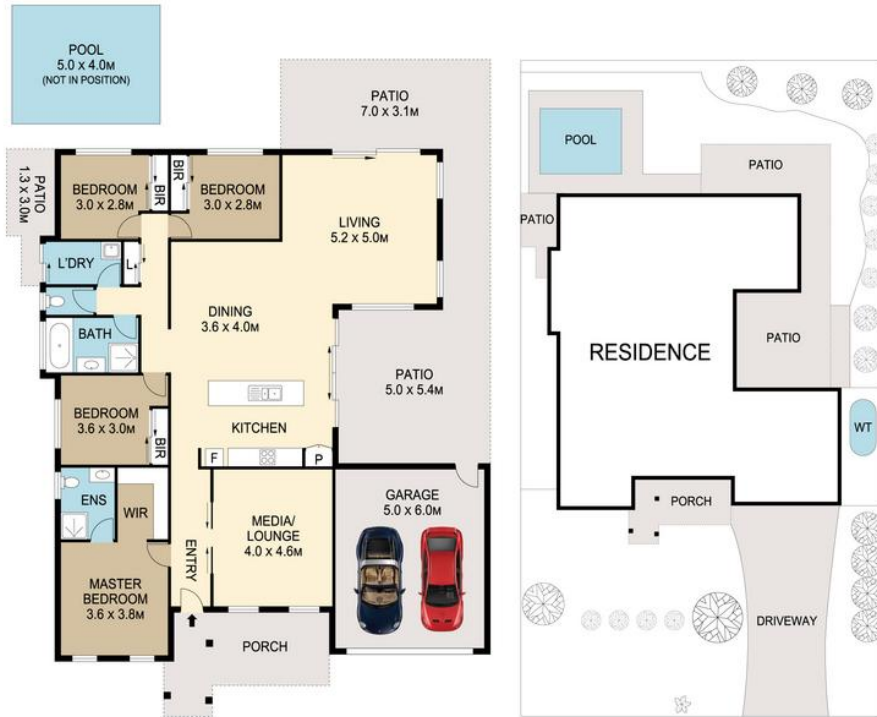 POOL
5.0 x 4.0M
(NOT IN POSITION)
PATIO
7.0 x 3.1M
PATIO
1.3 x 3.0M
BEDROOM
3.0 x 2.8M
BIR
BIR
BEDROOM
3.0 x 2.8M
LIVING
5.2 x 5.0M
L'DRY
L
DINING
3.6 x 4.0M
BATH
PATIO
5.0 x 5.4M
BEDROOM
3.6 x 3.0M
BIR
KITCHEN
F
P
ENS
WIR
MEDIA/
LOUNGE
4.0 x 4.6M
GARAGE
5.0 x 6.0M
ENTRY
MASTER
BEDROOM
3.6 x 3.8M
PORCH
POOL
PATIO
PATIO
PATIO
RESIDENCE
WT
PORCH
DRIVEWAY